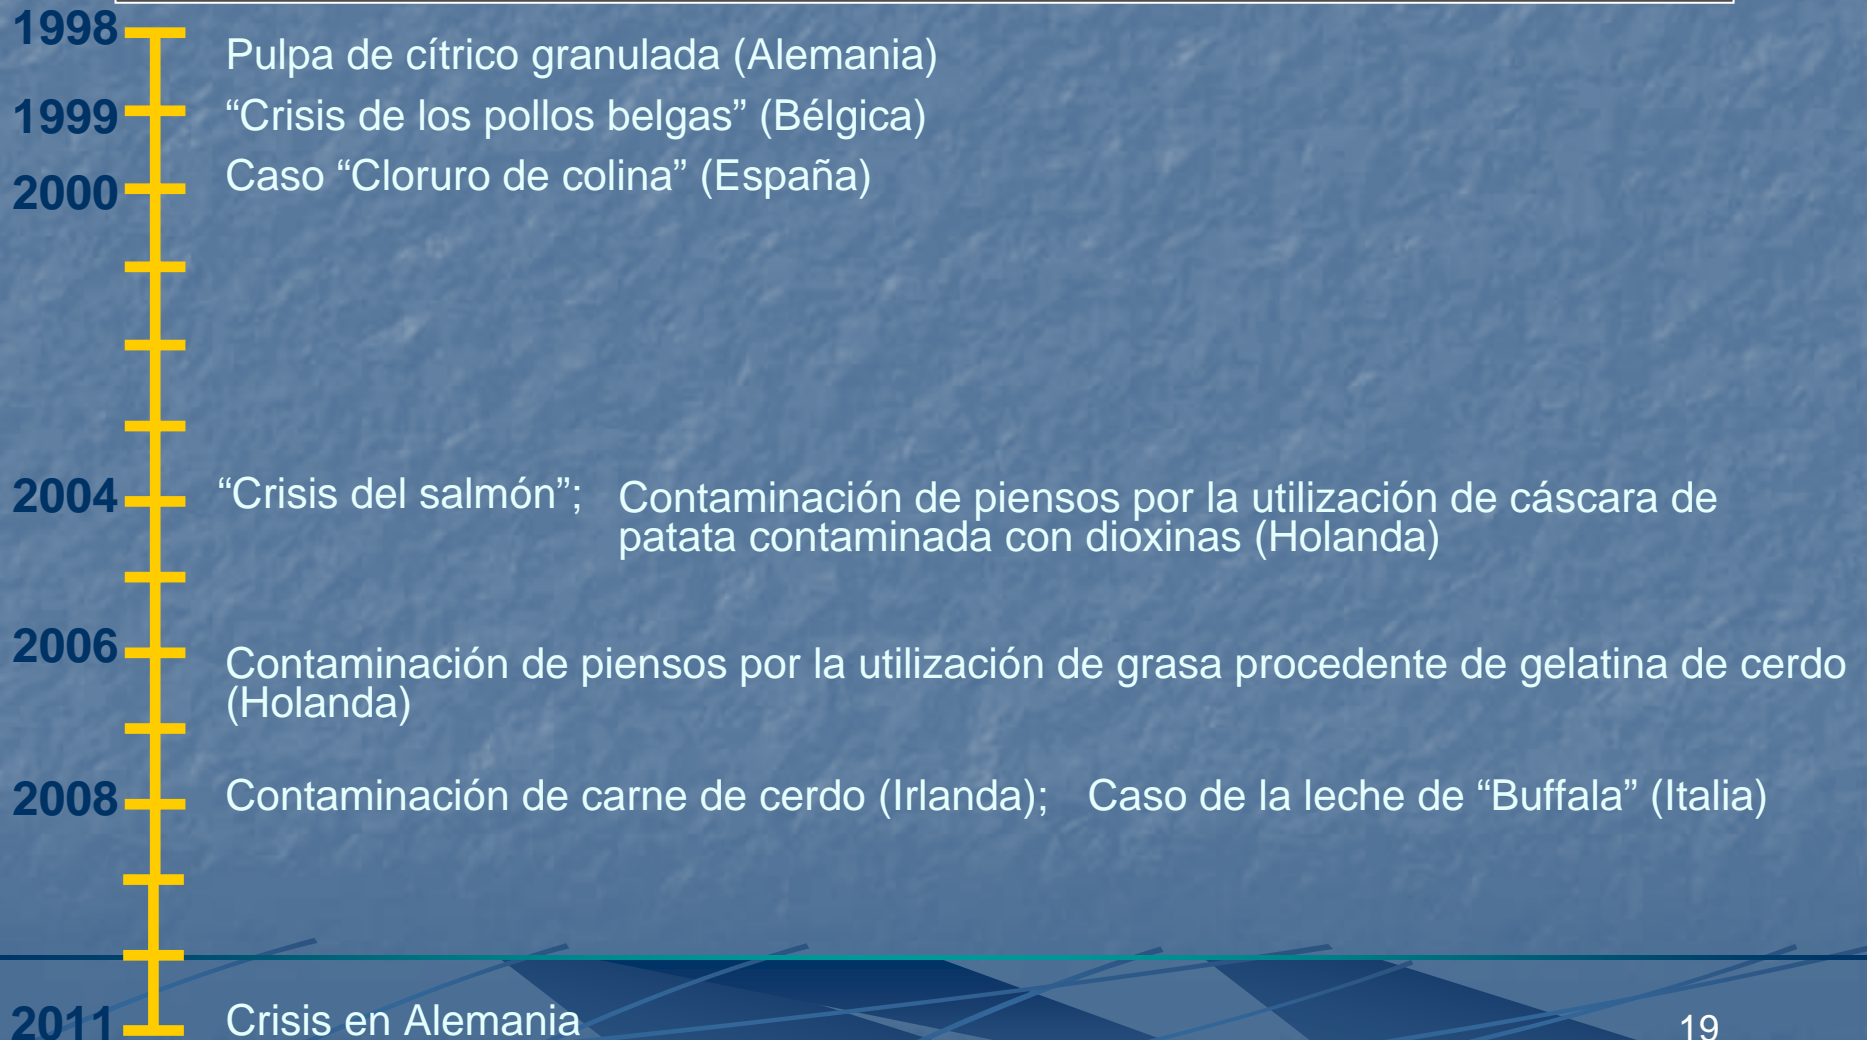 1998
Pulpa de cítrico granulada (Alemania)
1999
“Crisis de los pollos belgas” (Bélgica)
2000
Caso “Cloruro de colina” (España)
2004
“Crisis del salmón”;
Contaminación de piensos por la utilización de cáscara de
patata contaminada con dioxinas (Holanda)
2006
Contaminación de piensos por la utilización de grasa procedente de gelatina de cerdo
(Holanda)
2008
Contaminación de carne de cerdo (Irlanda); Caso de la leche de “Buffala” (Italia)
2011
Crisis en Alemania
19